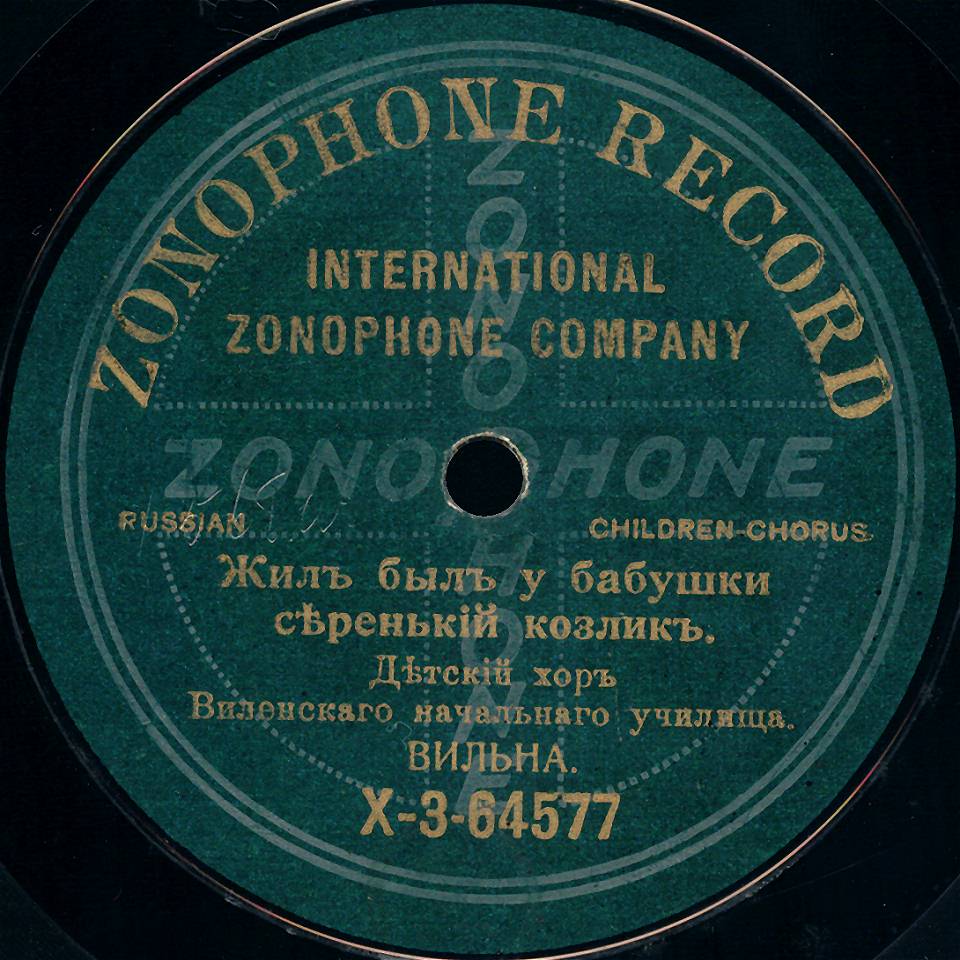 ZONOPHONE RECORD
INTERNATIONAL
ZONOPHONE COMPANY
ZONOPHONE
ZONOPHONE
RUSSIAN CHILDREN-CHORUS
Жилъ былъ у бабушки
сѣренькій козликъ.
Дѣтскій хоръ
Виленскаго начальнаго училища.
ВИЛЬНА.
X-3-64577